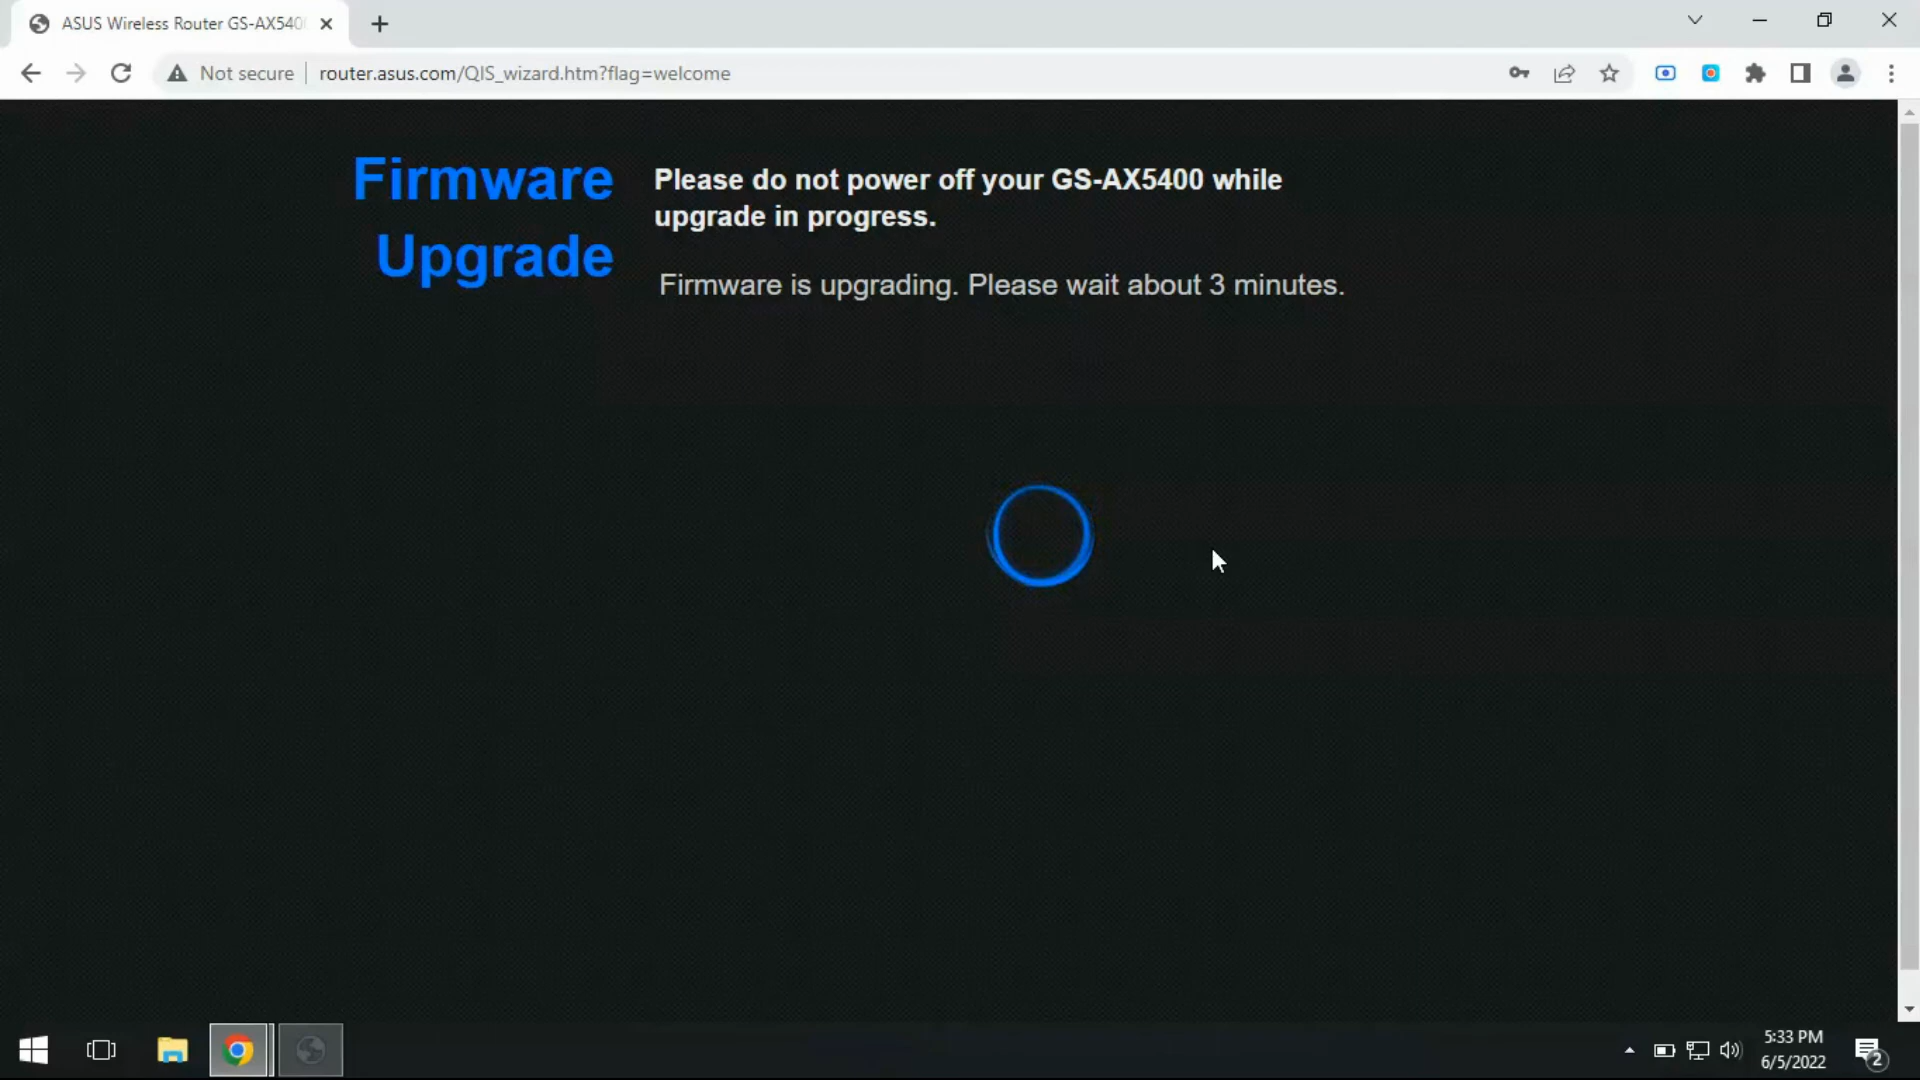 ASUS Wireless Router GS-AX540
Not secure
router.asus.com/QIS_wizard.htm?flag=welcome
Firmware
Upgrade
Please do not power off your GS-AX5400 while
upgrade in progress.
Firmware is upgrading. Please wait about 3 minutes.
5:33 PM
6/5/2022
2